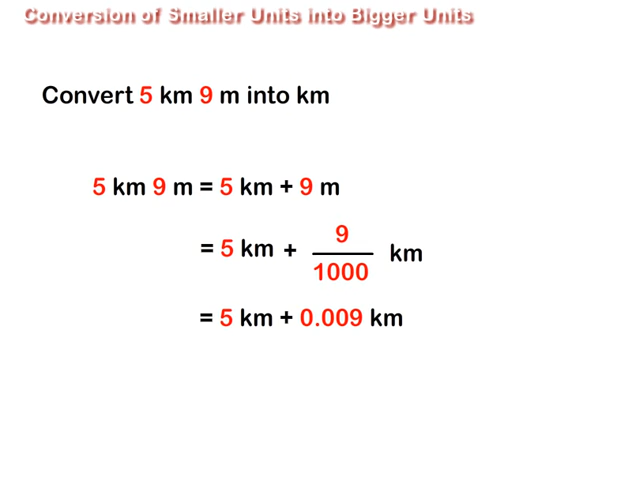 Conversion of Smaller Units into Bigger Units
Convert 5 km 9 m into km
5 km 9 m = 5 km + 9 m
= 5 km + 9/1000 km
= 5 km + 0.009 km